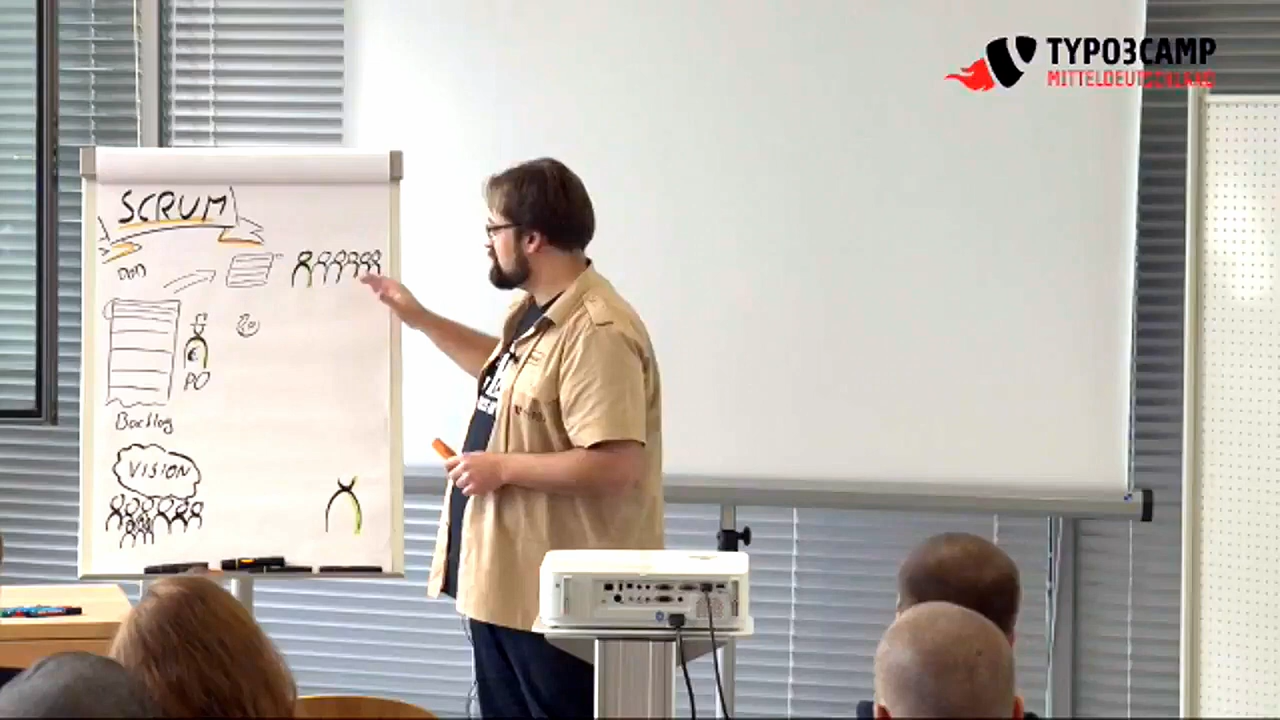 TYPO3CAMP
MITTELDEUTSCHLAND
SCRUM
€
PO
Backlog
VISION